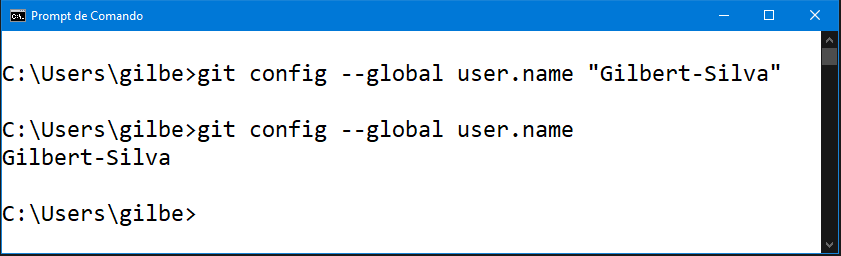 Prompt de Comando
C:\Users\gilbe>git config --global user.name "Gilbert-Silva"
C:\Users\gilbe>git config --global user.name
Gilbert-Silva
C:\Users\gilbe>